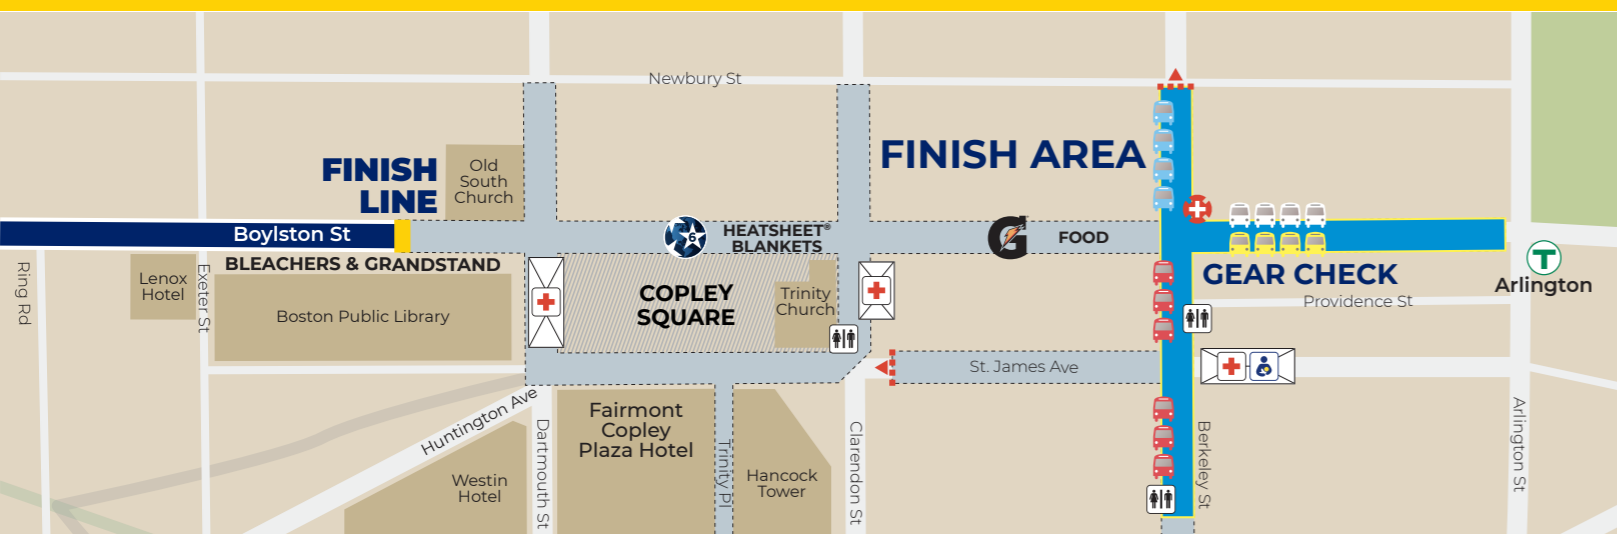 Newbury St
FINISH AREA
FINISH
LINE
Old
South
Church
Boylston St
6
HEATSHEET®
BLANKETS
G
FOOD
BLEACHERS & GRANDSTAND
GEAR CHECK
T
Arlington
Providence St
Ring Rd
Lenox
Hotel
Exeter St
Boston Public Library
COPLEY
SQUARE
Trinity
Church
St. James Ave
Huntington Ave
Fairmont
Copley
Plaza Hotel
Dartmouth St
Trinity Pl
Hancock
Tower
Clarendon St
Berkeley St
Arlington St
Westin
Hotel